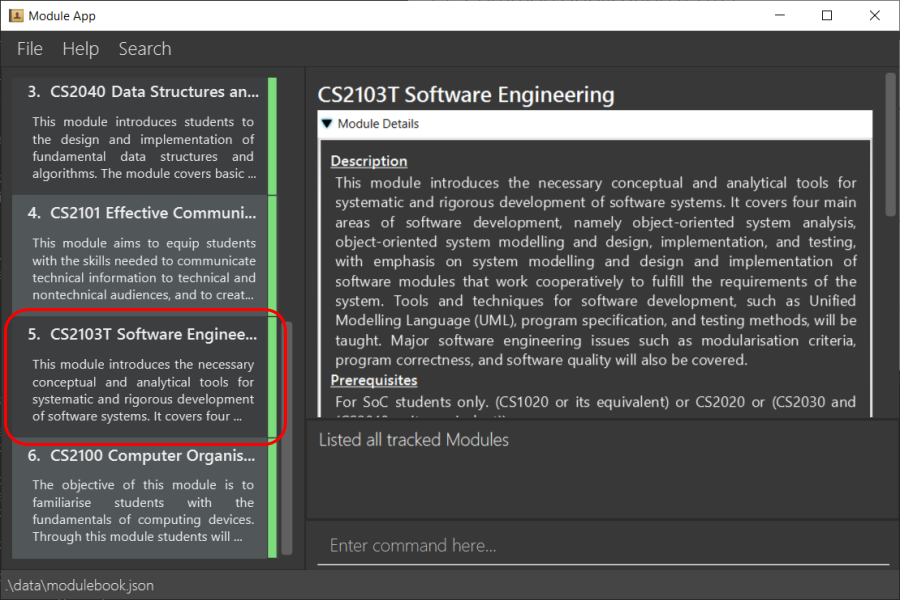 Module App
File Help Search
3. CS2040 Data Structures an...
This module introduces students to
the design and implementation of
fundamental data structures and
algorithms. The module covers basic ...
4. CS2101 Effective Communi...
This module aims to equip students
with the skills needed to communicate
technical information to technical and
nontechnical audiences, and to creat...
5. CS2103T Software Enginee...
This module introduces the necessary
conceptual and analytical tools for
systematic and rigorous development
of software systems. It covers four ...
6. CS2100 Computer Organis...
The objective of this module is to
familiarise students with the
fundamentals of computing devices.
Through this module students will ...
CS2103T Software Engineering
Module Details
Description
This module introduces the necessary conceptual and analytical tools for
systematic and rigorous development of software systems. It covers four main
areas of software development, namely object-oriented system analysis,
object-oriented system modelling and design, implementation, and testing,
with emphasis on system modelling and design and implementation of
software modules that work cooperatively to fulfill the requirements of the
system. Tools and techniques for software development, such as Unified
Modelling Language (UML), program specification, and testing methods, will be
taught. Major software engineering issues such as modularisation criteria,
program correctness, and software quality will also be covered.
Prerequisites
For SoC students only. (CS1020 or its equivalent) or CS2020 or (CS2030 and
Listed all tracked Modules
Enter command here...
.\data\modulebook.json